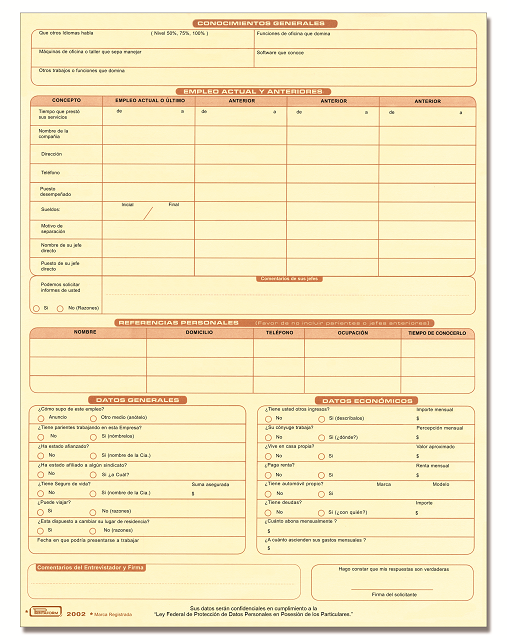 CONOCIMIENTOS GENERALES
Que otros Idiomas habla ( Nivel 50%, 75%, 100% ) Funciones de oficina que domina
Máquinas de oficina o taller que sepa manejar Software que conoce
Otros trabajos o funciones que domina
EMPLEO ACTUAL Y ANTERIORES
CONCEPTO EMPLEO ACTUAL O ÚLTIMO ANTERIOR ANTERIOR ANTERIOR
Tiempo que prestó sus servicios de a de a de a de a
Nombre de la compañía
Dirección
Teléfono
Puesto desempeñado
Sueldos: Inicial Final
Motivo de separación
Nombre de su jefe directo
Puesto de su jefe directo
Comentarios de sus jefes
Podemos solicitar informes de usted
Si No (Razones)
REFERENCIAS PERSONALES (Favor de no incluir parientes o jefes anteriores)
NOMBRE DOMICILIO TELÉFONO OCUPACIÓN TIEMPO DE CONOCERLO
DATOS GENERALES
¿Cómo supo de este empleo?
Anuncio Otro medio (anótelo)
¿Tiene parientes trabajando en esta Empresa?
No Si (nómbrelos)
¿Ha estado afianzado?
No Si (nombre de la Cía.)
¿Ha estado afiliado a algún sindicato?
No Si ¿a Cuál?
¿Tiene Seguro de vida? Suma asegurada
No Si (nombre de la Cía.) $
¿Puede viajar?
Si No (razones)
¿Esta dispuesto a cambiar su lugar de residencia?
Si No (razones)
Fecha en que podría presentarse a trabajar
DATOS ECONÓMICOS
¿Tiene usted otros ingresos? Importe mensual
No Si (descríbalos) $
¿Su cónyuge trabaja? Percepción mensual
No Si (¿dónde?) $
¿Vive en casa propia? Valor aproximado
No Si $
¿Paga renta? Renta mensual
No Si $
¿Tiene automóvil propio? Marca Modelo
No Si
¿Tiene deudas? Importe
No Si (¿con quién?) $
¿Cuánto abona mensualmente ?
$
¿A cuánto ascienden sus gastos mensuales ?
$
Comentarios del Entrevistador y Firma
Hago constar que mis respuestas son verdaderas
Firma del solicitante
2002 * Marca Registrada
Sus datos serán confidenciales en cumplimiento a la
"Ley Federal de Protección de Datos Personales en Posesión de los Particulares."